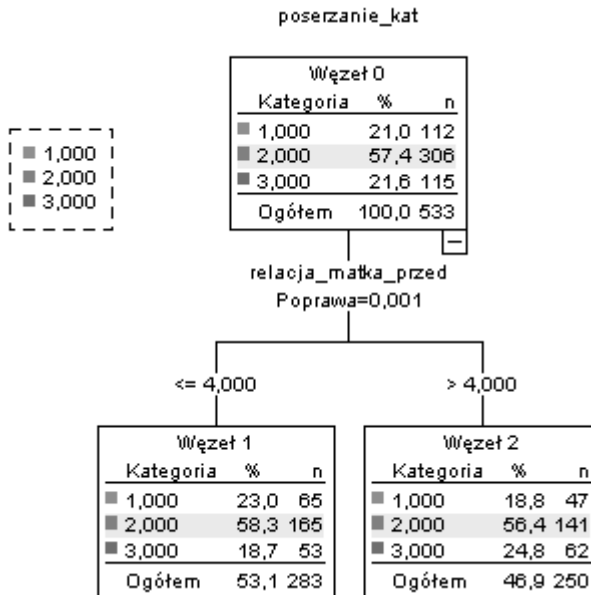 poserzanie_kat
Węzeł 0
Kategoria % n
1,000 21,0 112
2,000 57,4 306
3,000 21,6 115
Ogółem 100,0 533
1,000
2,000
3,000
relacja_matka_przed
Poprawa=0,001
<= 4,000
> 4,000
Węzeł 1
Kategoria % n
1,000 23,0 65
2,000 58,3 165
3,000 18,7 53
Ogółem 53,1 283
Węzeł 2
Kategoria % n
1,000 18,8 47
2,000 56,4 141
3,000 24,8 62
Ogółem 46,9 250